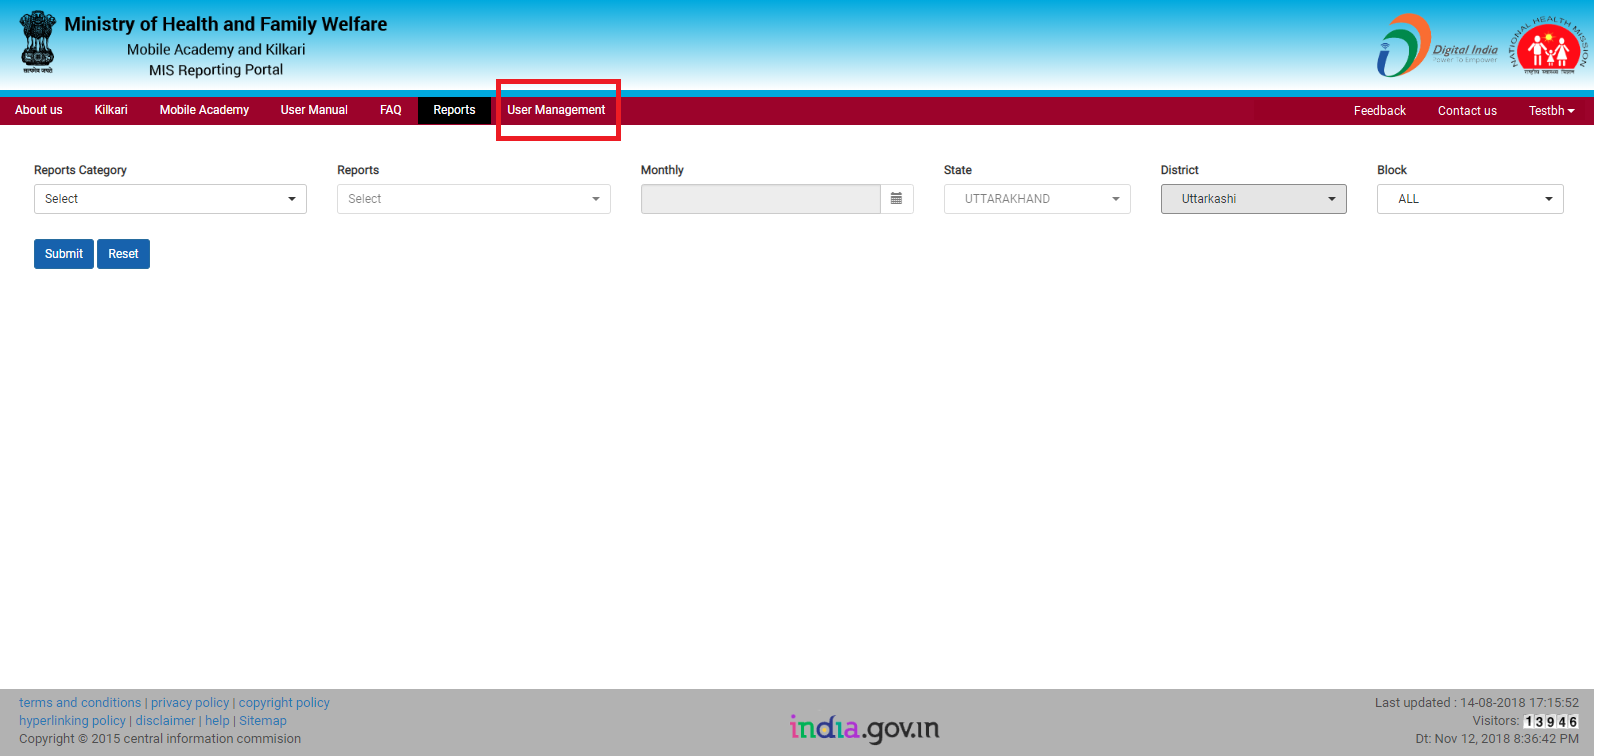 Ministry of Health and Family Welfare
Mobile Academy and Kilkari
MIS Reporting Portal
सत्यमेव जयते
Digital India
Power To Empower
NATIONAL HEALTH MISSION
राष्ट्रीय स्वास्थ्य मिशन
About us Kilkari Mobile Academy User Manual FAQ Reports User Management Feedback Contact us Testbh
Reports Category Reports Monthly State District Block
Select Select UTTARAKHAND Uttarkashi ALL
Submit Reset
terms and conditions | privacy policy | copyright policy
hyperlinking policy | disclaimer | help | Sitemap
Copyright © 2015 central information commision
india.gov.in
Last updated : 14-08-2018 17:15:52
Visitors: 13946
Dt: Nov 12, 2018 8:36:42 PM